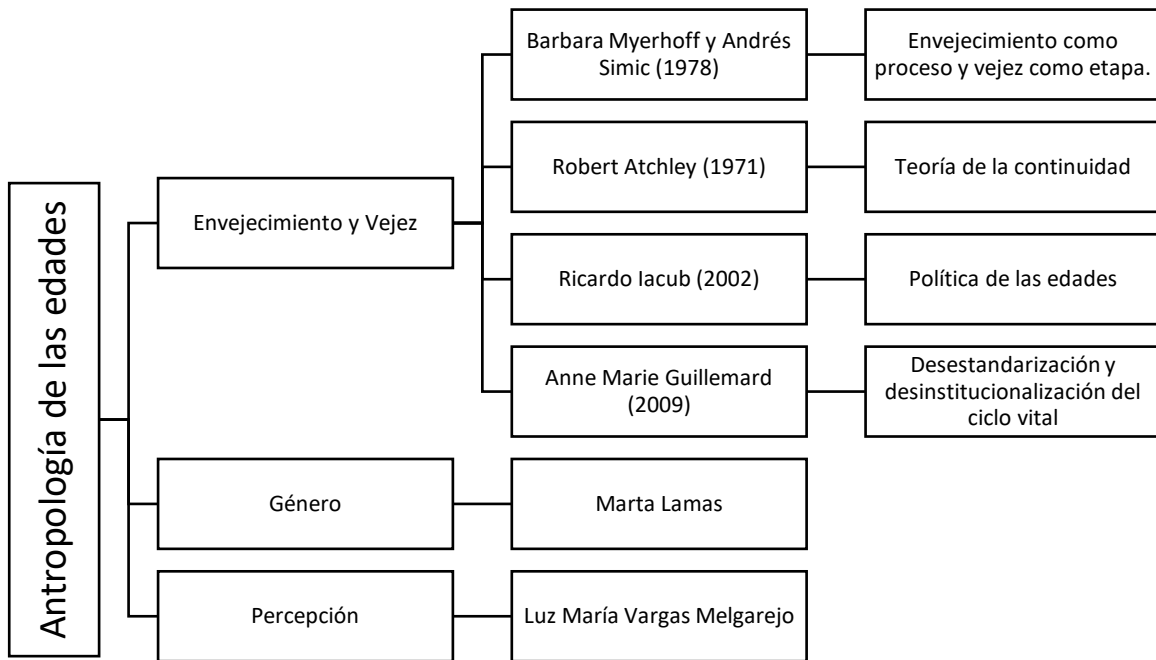 Antropología de las edades
Envejecimiento y Vejez
Barbara Myerhoff y Andrés
Simic (1978)
Envejecimiento como
proceso y vejez como etapa.
Robert Atchley (1971)
Teoría de la continuidad
Ricardo Iacub (2002)
Política de las edades
Anne Marie Guillemard
(2009)
Desestandarización y
desinstitucionalización del
ciclo vital
Género
Marta Lamas
Percepción
Luz María Vargas Melgarejo